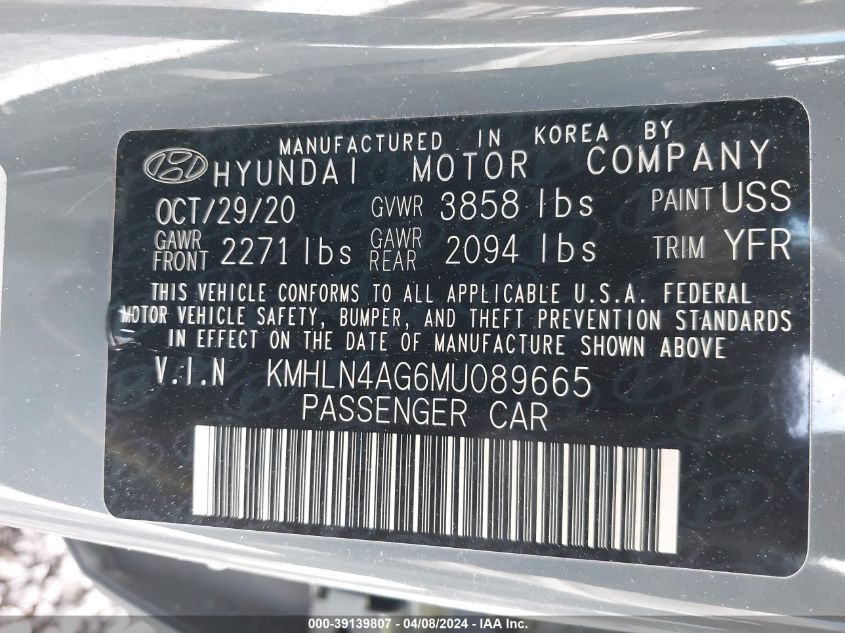 MANUFACTURED IN KOREA BY
HYUNDAI MOTOR COMPANY
OCT/29/20 GVWR 3858 lbs PAINT USS
GAWR FRONT 2271 lbs GAWR REAR 2094 lbs TRIM YFR
THIS VEHICLE CONFORMS TO ALL APPLICABLE U.S.A. FEDERAL
MOTOR VEHICLE SAFETY, BUMPER, AND THEFT PREVENTION STANDARDS
IN EFFECT ON THE DATE OF MANUFACTURE SHOWN ABOVE
V.I.N KMHLN4AG6MU089665
PASSENGER CAR
000-39139807 - 04/08/2024 - IAAI.com